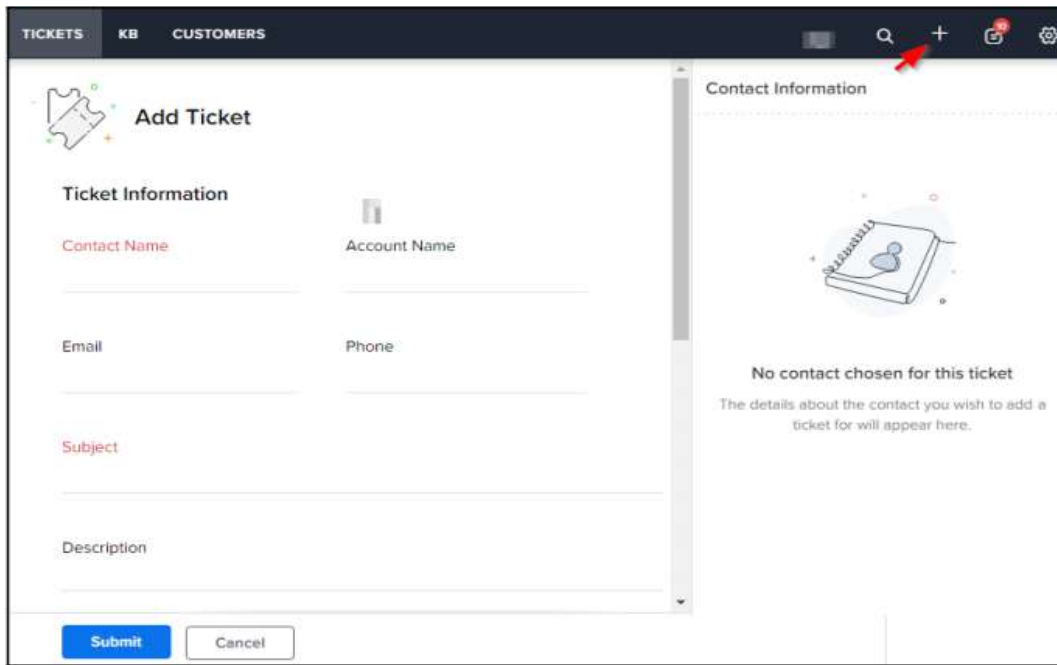 TICKETS KB CUSTOMERS
10
Add Ticket
Ticket Information
Contact Name Account Name
Email Phone
Subject
Description
Submit Cancel
Contact Information
No contact chosen for this ticket
The details about the contact you wish to add a
ticket for will appear here.